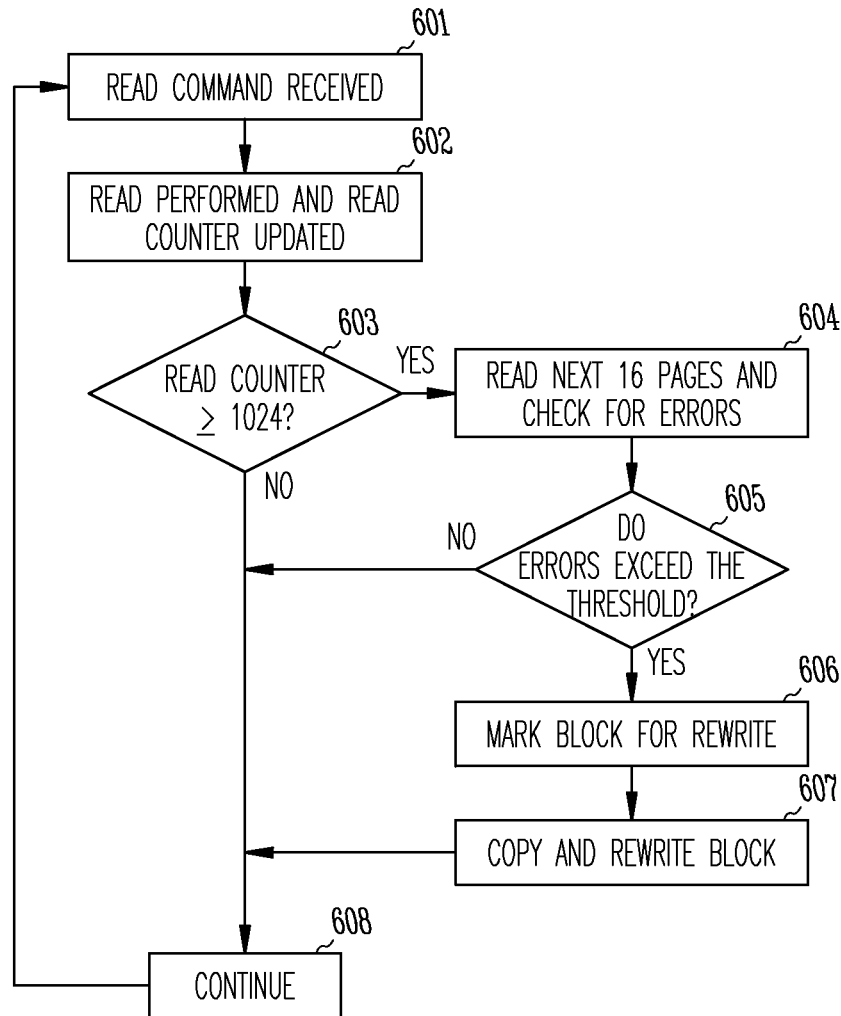 601
READ COMMAND RECEIVED
602
READ PERFORMED AND READ
COUNTER UPDATED
603
READ COUNTER
≥ 1024?
YES
NO
604
READ NEXT 16 PAGES AND
CHECK FOR ERRORS
605
DO
ERRORS EXCEED THE
THRESHOLD?
NO
YES
606
MARK BLOCK FOR REWRITE
607
COPY AND REWRITE BLOCK
608
CONTINUE